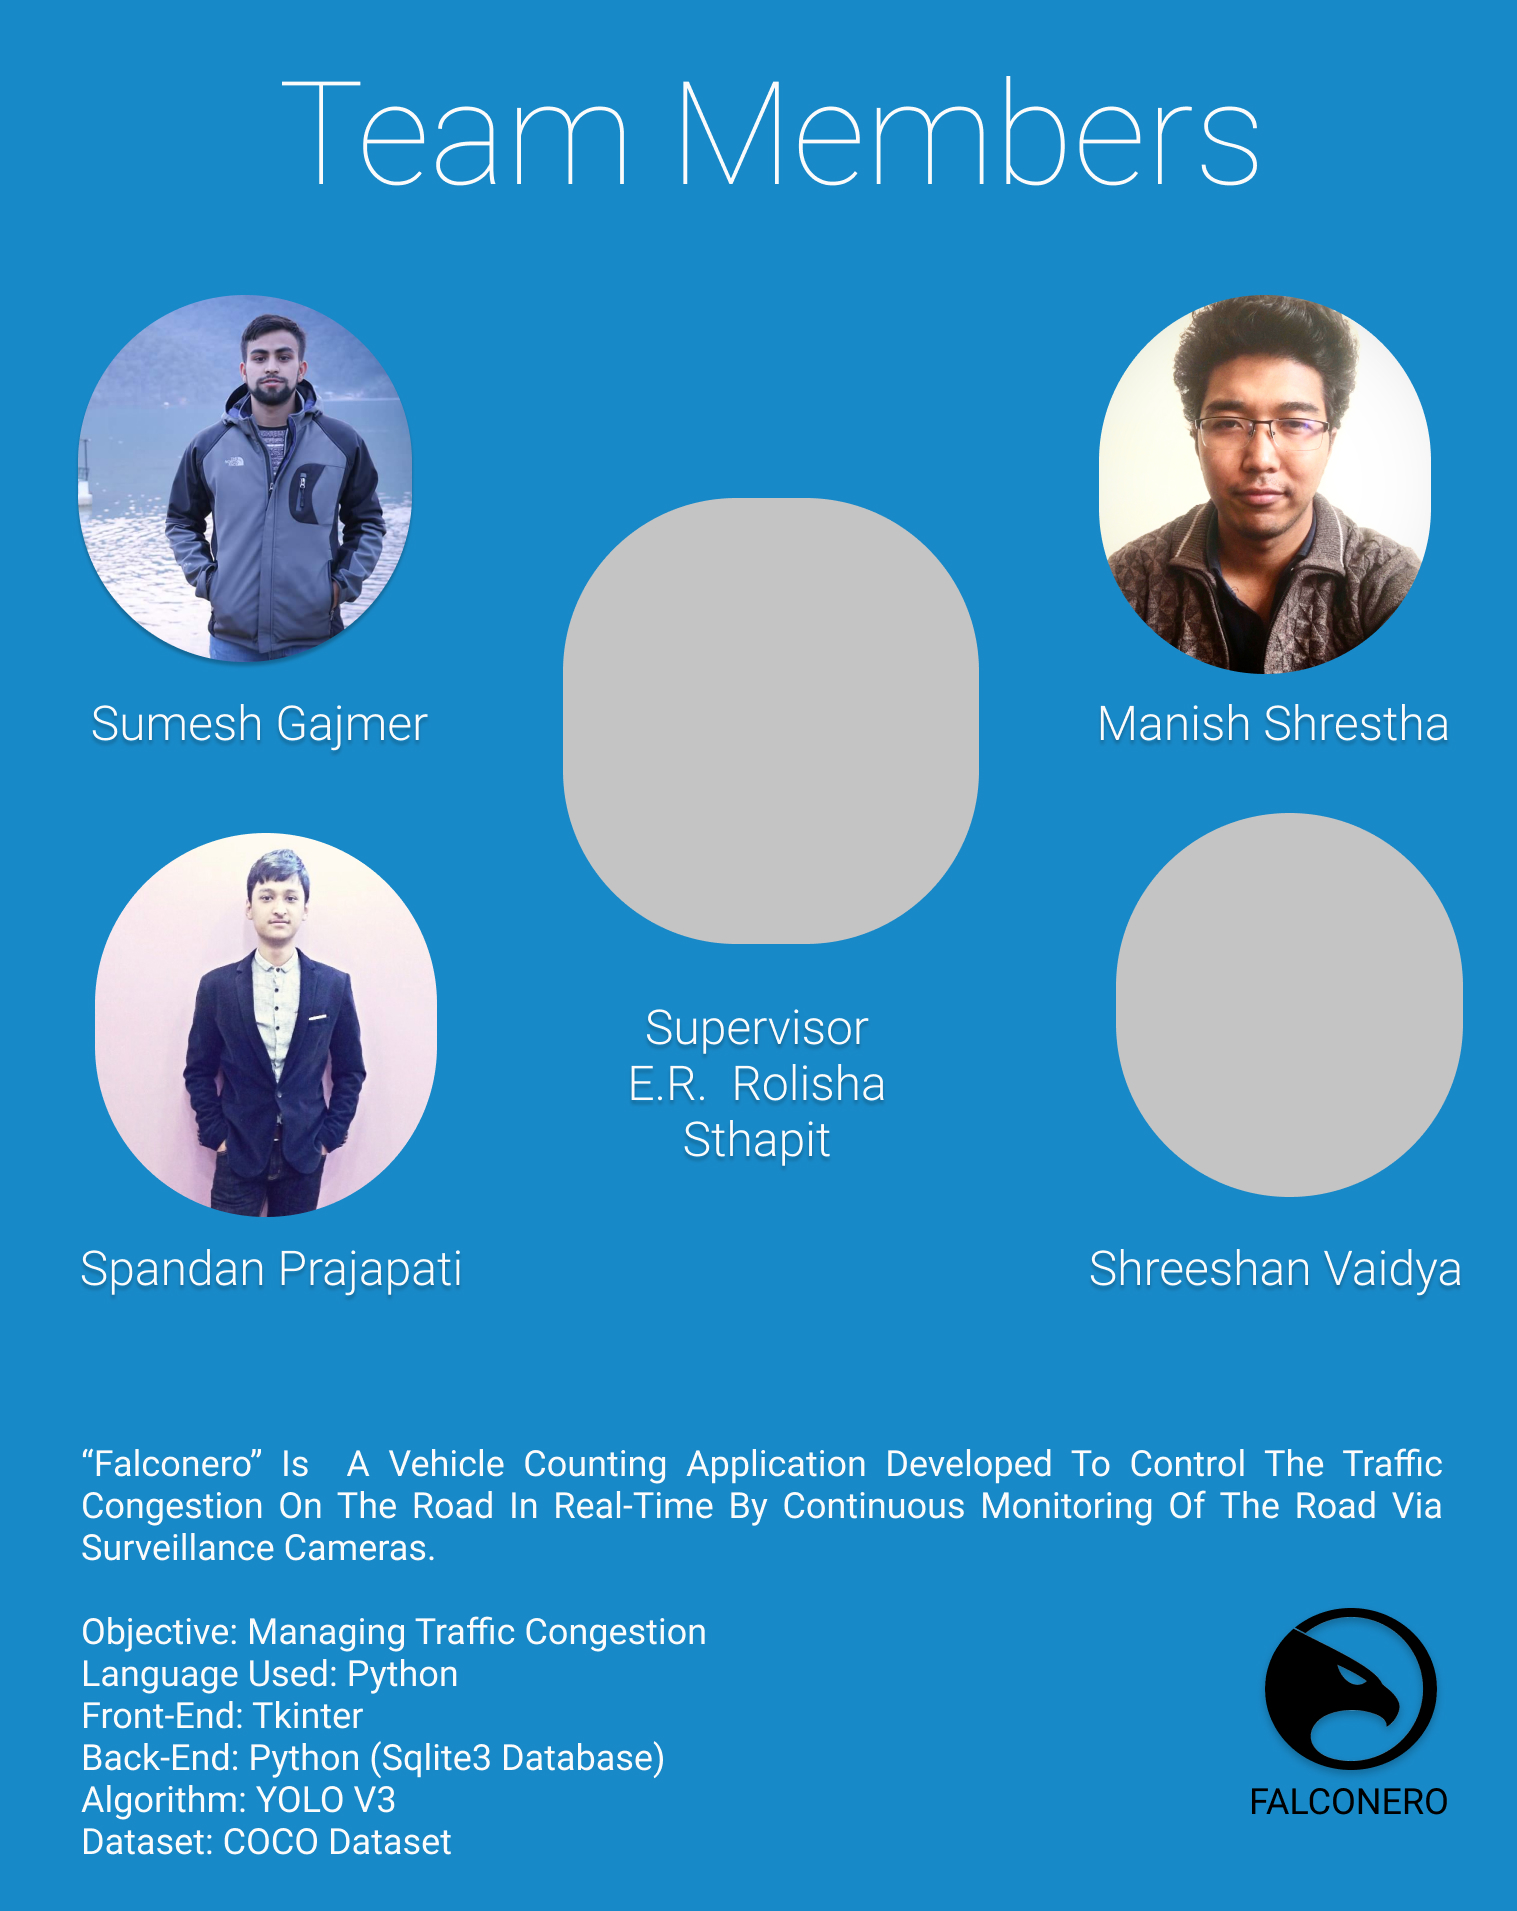 Team Members
Sumesh Gajmer
Manish Shrestha
Supervisor
E.R. Rolisha
Sthapit
Spandan Prajapati
Shreeshan Vaidya
“Falconero” Is A Vehicle Counting Application Developed To Control The Traffic
Congestion On The Road In Real-Time By Continuous Monitoring Of The Road Via
Surveillance Cameras.
Objective: Managing Traffic Congestion
Language Used: Python
Front-End: Tkinter
Back-End: Python (Sqlite3 Database)
Algorithm: YOLO V3
Dataset: COCO Dataset
FALCONERO